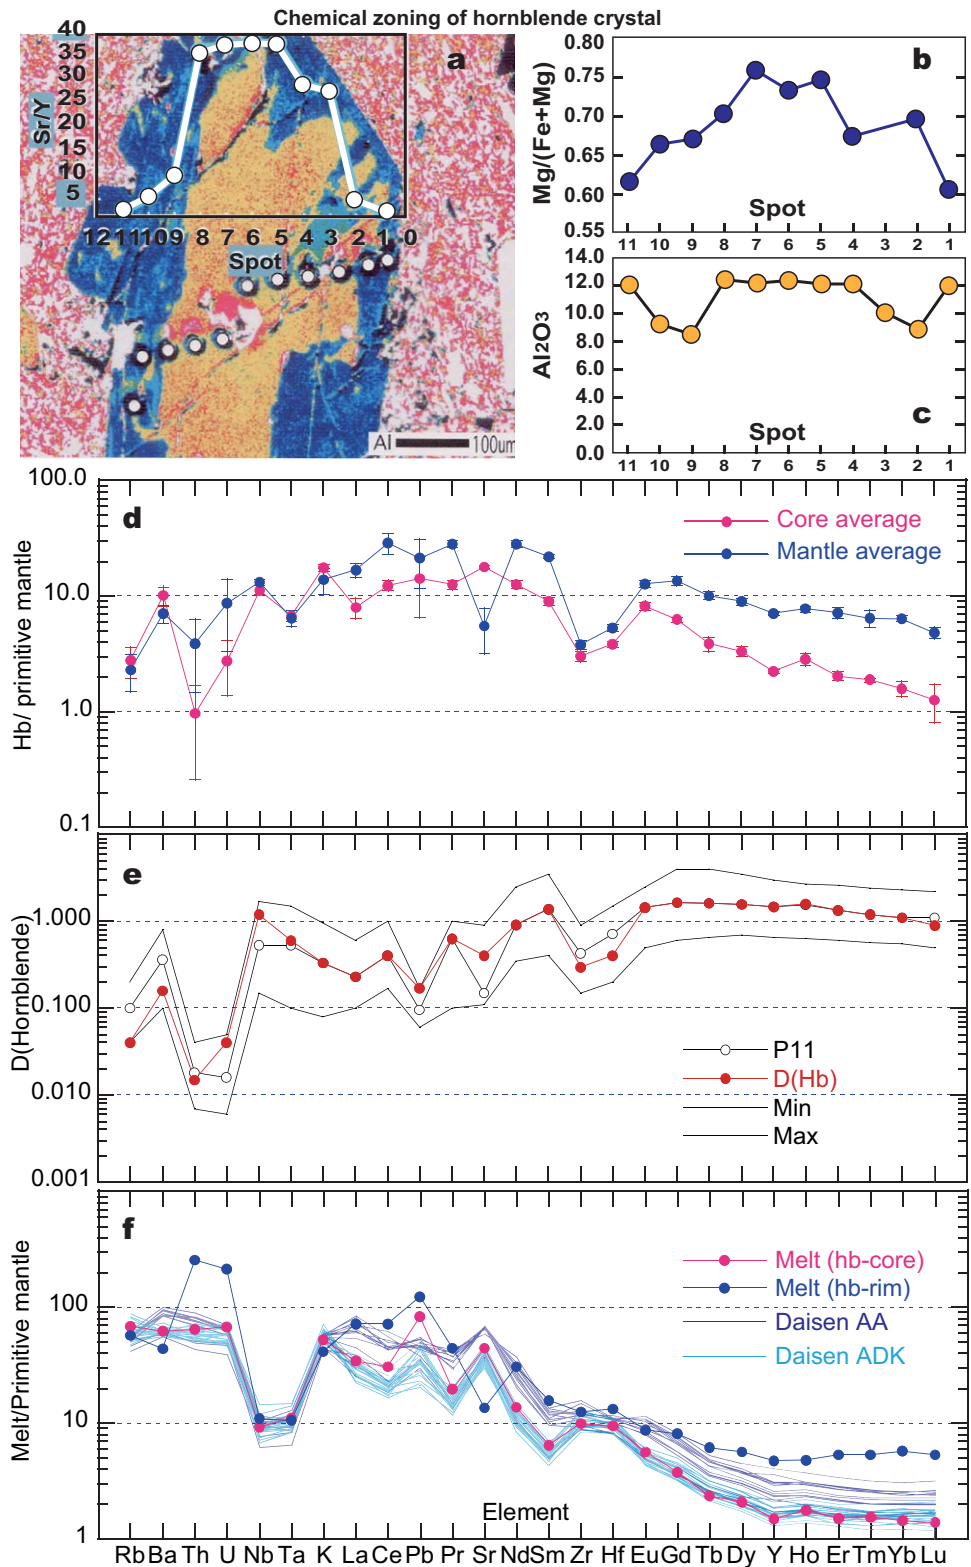 Chemical zoning of hornblende crystal
a
40
35
30
25
20
15
10
5
Sr/Y
12 11 10 9 8 7 6 5 4 3 2 1 0
Spot
Al 100um
b
0.80
0.75
0.70
0.65
0.60
0.55
Mg/(Fe+Mg)
Spot
11 10 9 8 7 6 5 4 3 2 1
14.0
12.0
10.0
8.0
6.0
4.0
2.0
0.0
Al2O3
c
Spot
11 10 9 8 7 6 5 4 3 2 1
d
100.0
10.0
1.0
0.1
Hb/ primitive mantle
Core average
Mantle average
e
1.000
0.100
0.010
0.001
D(Hornblende)
P11
D(Hb)
Min
Max
f
100
10
1
Melt/Primitive mantle
Melt (hb-core)
Melt (hb-rim)
Daisen AA
Daisen ADK
Element
Rb Ba Th U Nb Ta K La Ce Pb Pr Sr Nd Sm Zr Hf Eu Gd Tb Dy Y Ho Er Tm Yb Lu